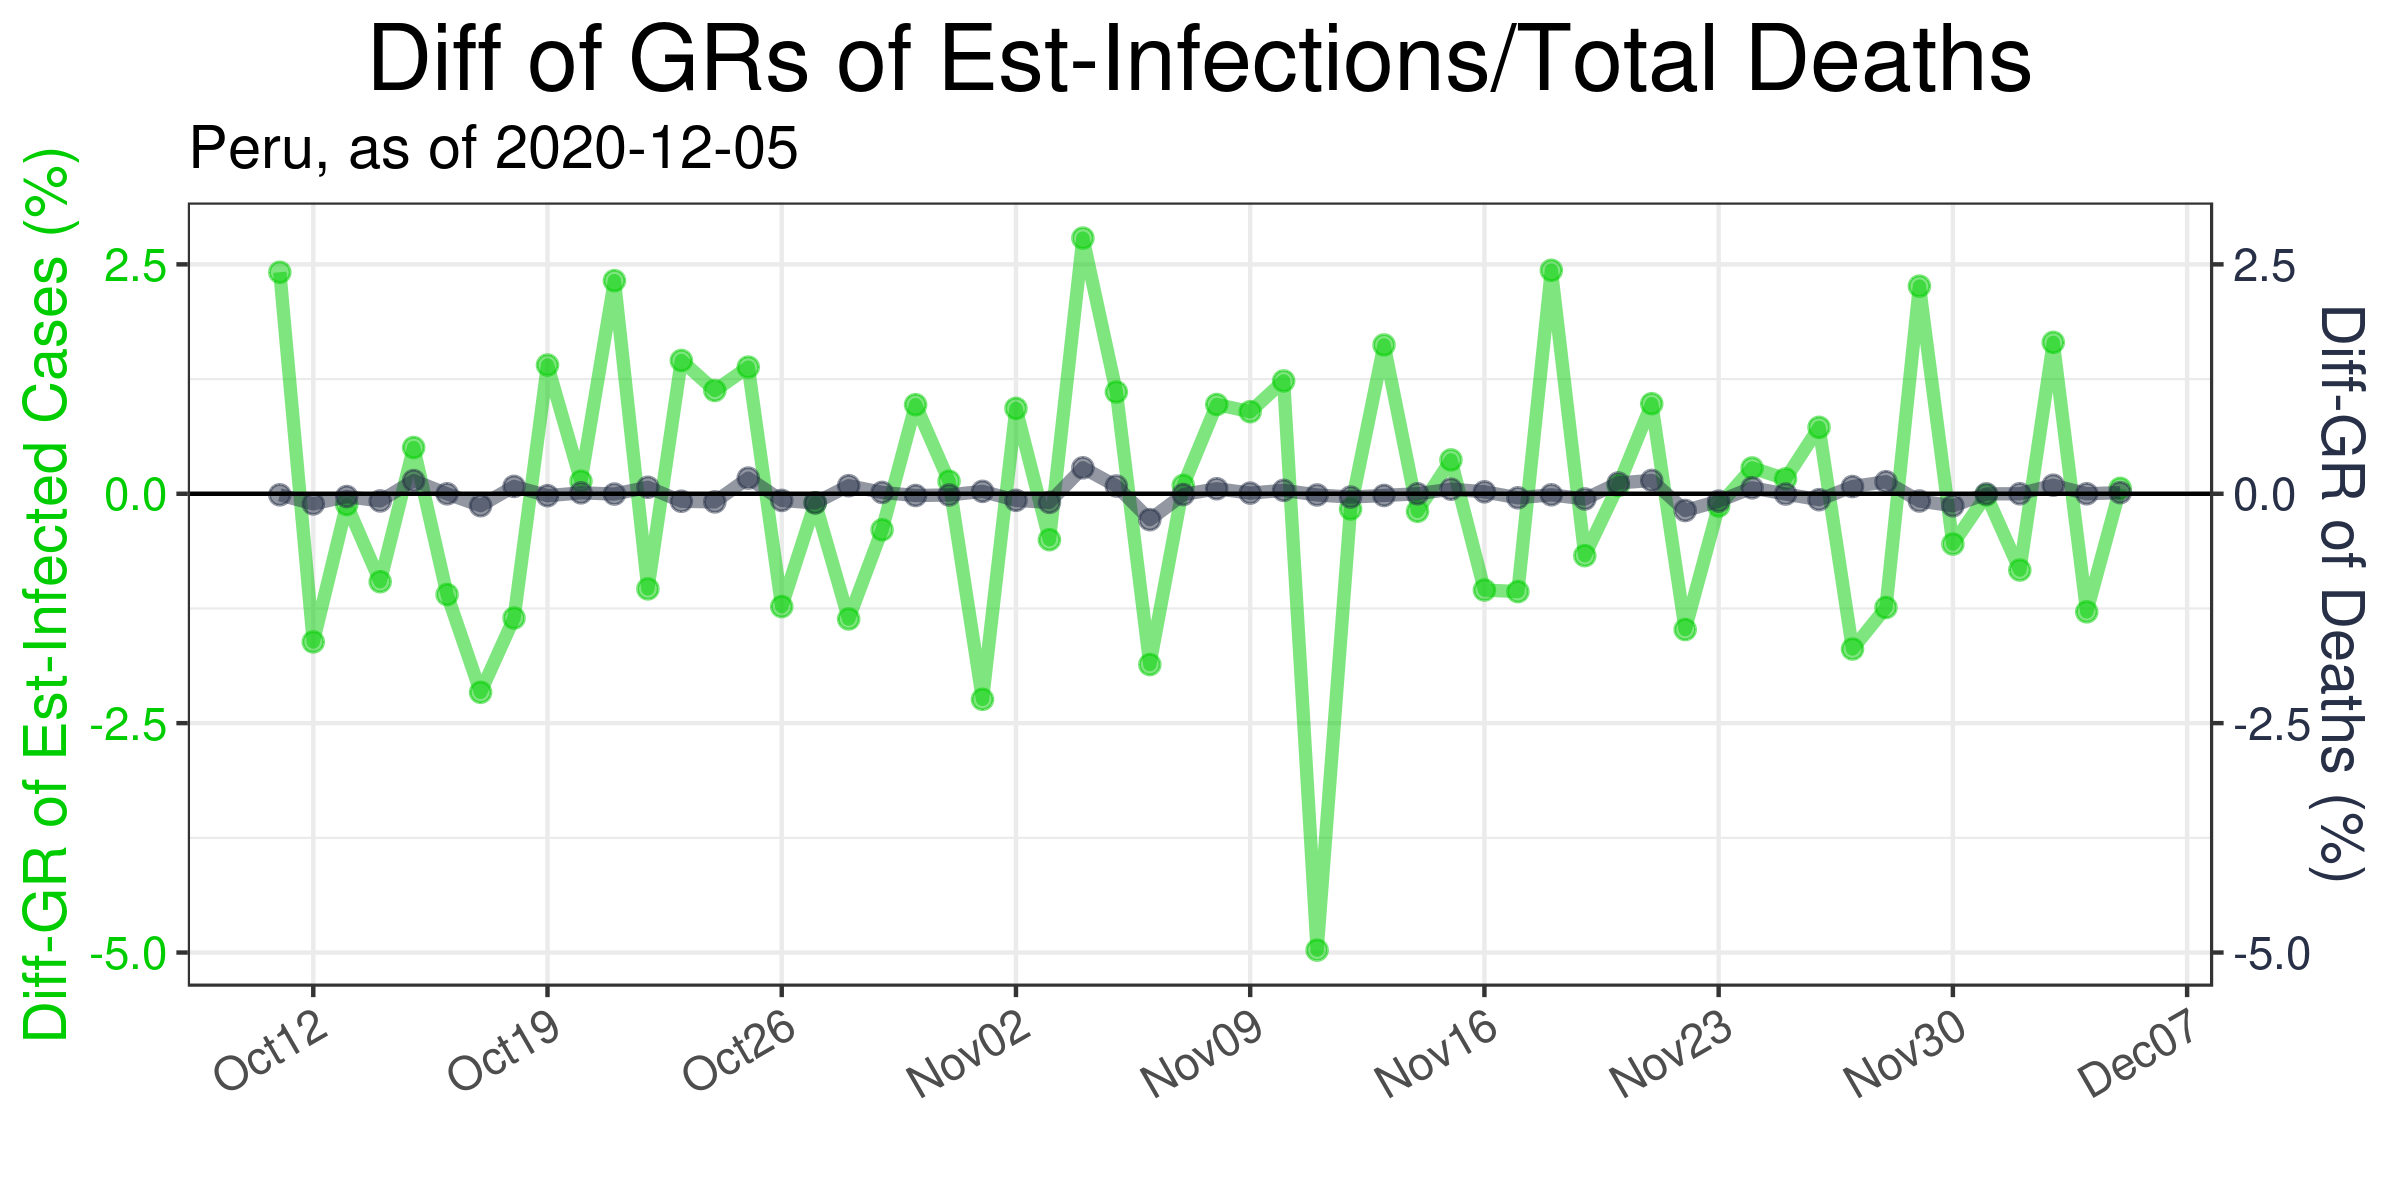 Diff of GRs of Est-Infections/Total Deaths
Peru, as of 2020-12-05
Diff-GR of Est-Infected Cases (%)
2.5
0.0
-2.5
-5.0
2.5
0.0
-2.5
-5.0
Diff-GR of Deaths (%)
Oct12
Oct19
Oct26
Nov02
Nov09
Nov16
Nov23
Nov30
Dec07